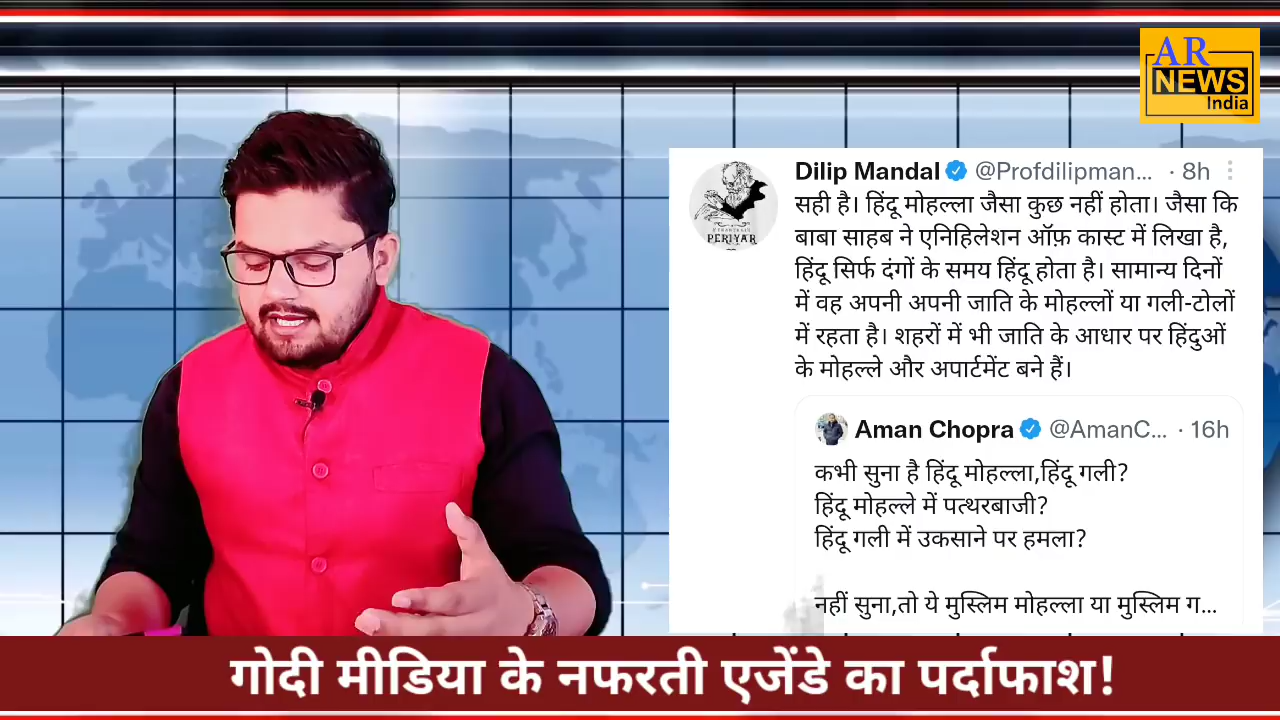 AR
NEWS
India
Dilip Mandal @Profdilipman... · 8h
सही है। हिंदू मोहल्ला जैसा कुछ नहीं होता। जैसा कि
बाबा साहब ने एनिहिलेशन ऑफ़ कास्ट में लिखा है,
हिंदू सिर्फ दंगों के समय हिंदू होता है। सामान्य दिनों
में वह अपनी अपनी जाति के मोहल्लों या गली-टोलों
में रहता है। शहरों में भी जाति के आधार पर हिंदुओं
के मोहल्ले और अपार्टमेंट बने हैं।
PERIYAR
Aman Chopra @AmanC... · 16h
कभी सुना है हिंदू मोहल्ला,हिंदू गली?
हिंदू मोहल्ले में पत्थरबाजी?
हिंदू गली में उकसाने पर हमला?
नहीं सुना,तो ये मुस्लिम मोहल्ला या मुस्लिम ग...
गोदी मीडिया के नफरती एजेंडे का पर्दाफाश!